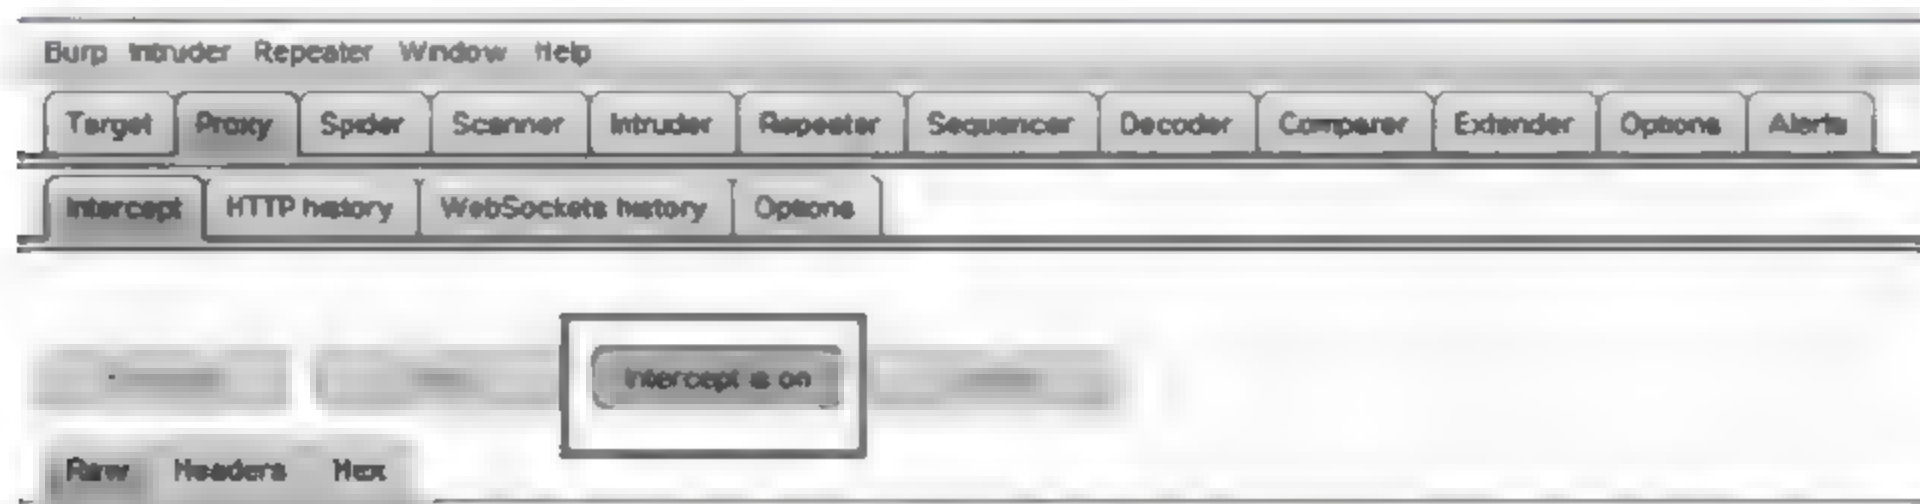 Burp Intruder Repeater Window Help
Target Proxy Spider Scanner Intruder Repeater Sequencer Decoder Comparer Extender Options Alerts
Intercept HTTP history WebSockets history Options
Intercept is on
Raw Headers Hex